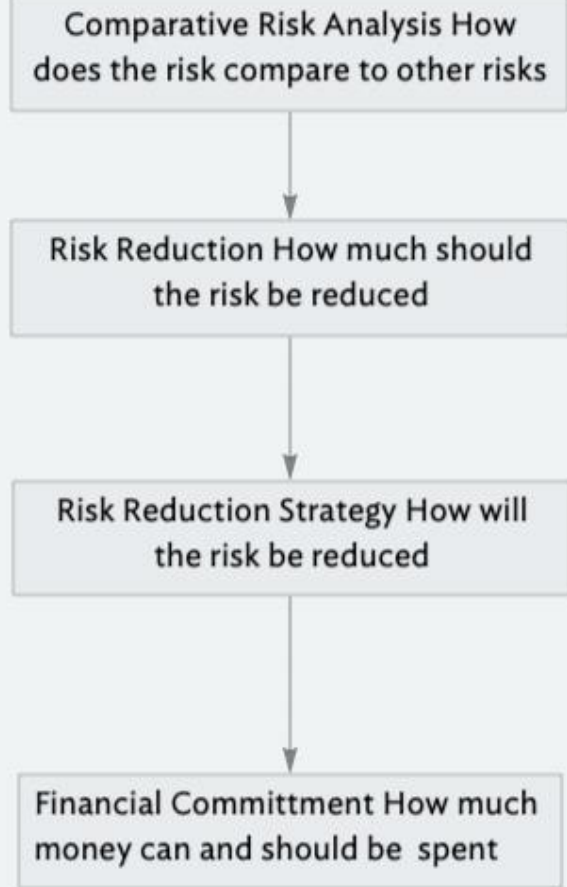 Comparative Risk Analysis How
does the risk compare to other risks
Risk Reduction How much should
the risk be reduced
Risk Reduction Strategy How will
the risk be reduced
Financial Committment How much
money can and should be spent